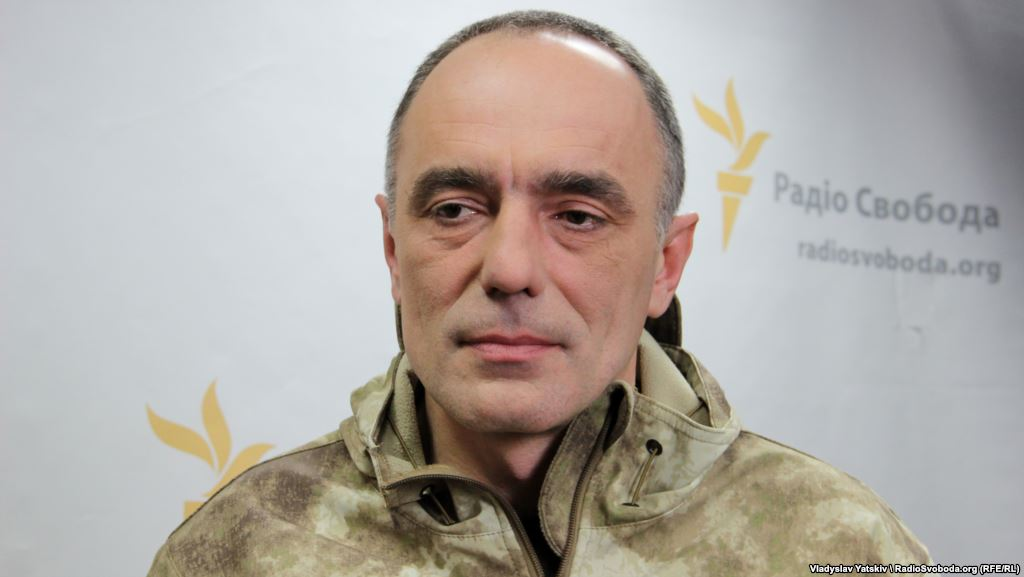 Радіо Свобода
radiosvoboda.org
Vladyslav Yatskiv \ RadioSvoboda.org (RFE/RL)